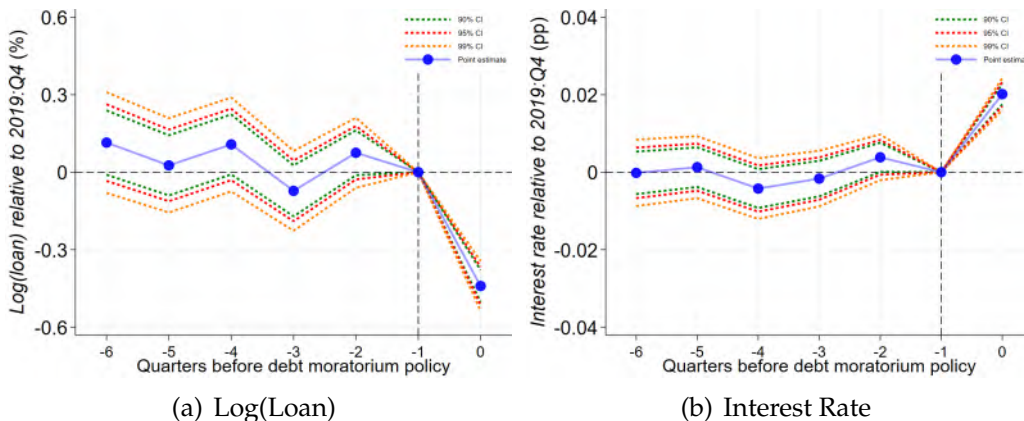 Log(loan) relative to 2019:Q4 (%)
0.6
0.3
0
-0.3
-0.6
90% CI
95% CI
99% CI
Point estimate
-6 -5 -4 -3 -2 -1 0
Quarters before debt moratorium policy
(a) Log(Loan)
Interest rate relative to 2019:Q4 (pp)
0.04
0.02
0
-0.02
-0.04
90% CI
95% CI
99% CI
Point estimate
-6 -5 -4 -3 -2 -1 0
Quarters before debt moratorium policy
(b) Interest Rate